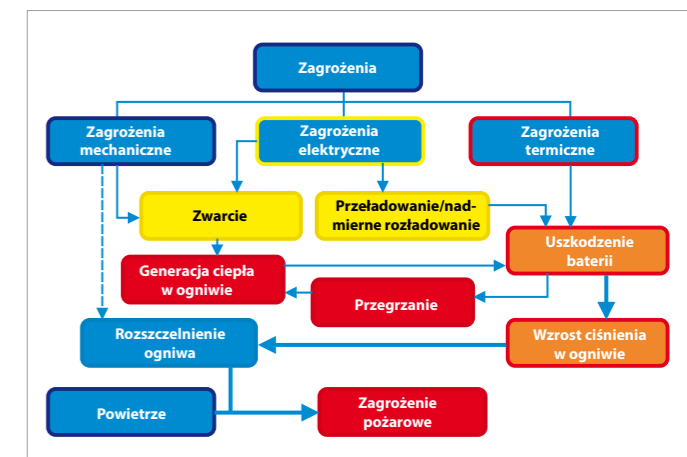 Zagrożenia
Zagrożenia
mechaniczne
Zagrożenia
elektryczne
Zagrożenia
termiczne
Zwarcie
Przeładowanie/nad-
mierne rozładowanie
Uszkodzenie
baterii
Generacja ciepła
w ogniwie
Przegrzanie
Rozszczelnienie
ogniwa
Wzrost ciśnienia
w ogniwie
Powietrze
Zagrożenie
pożarowe